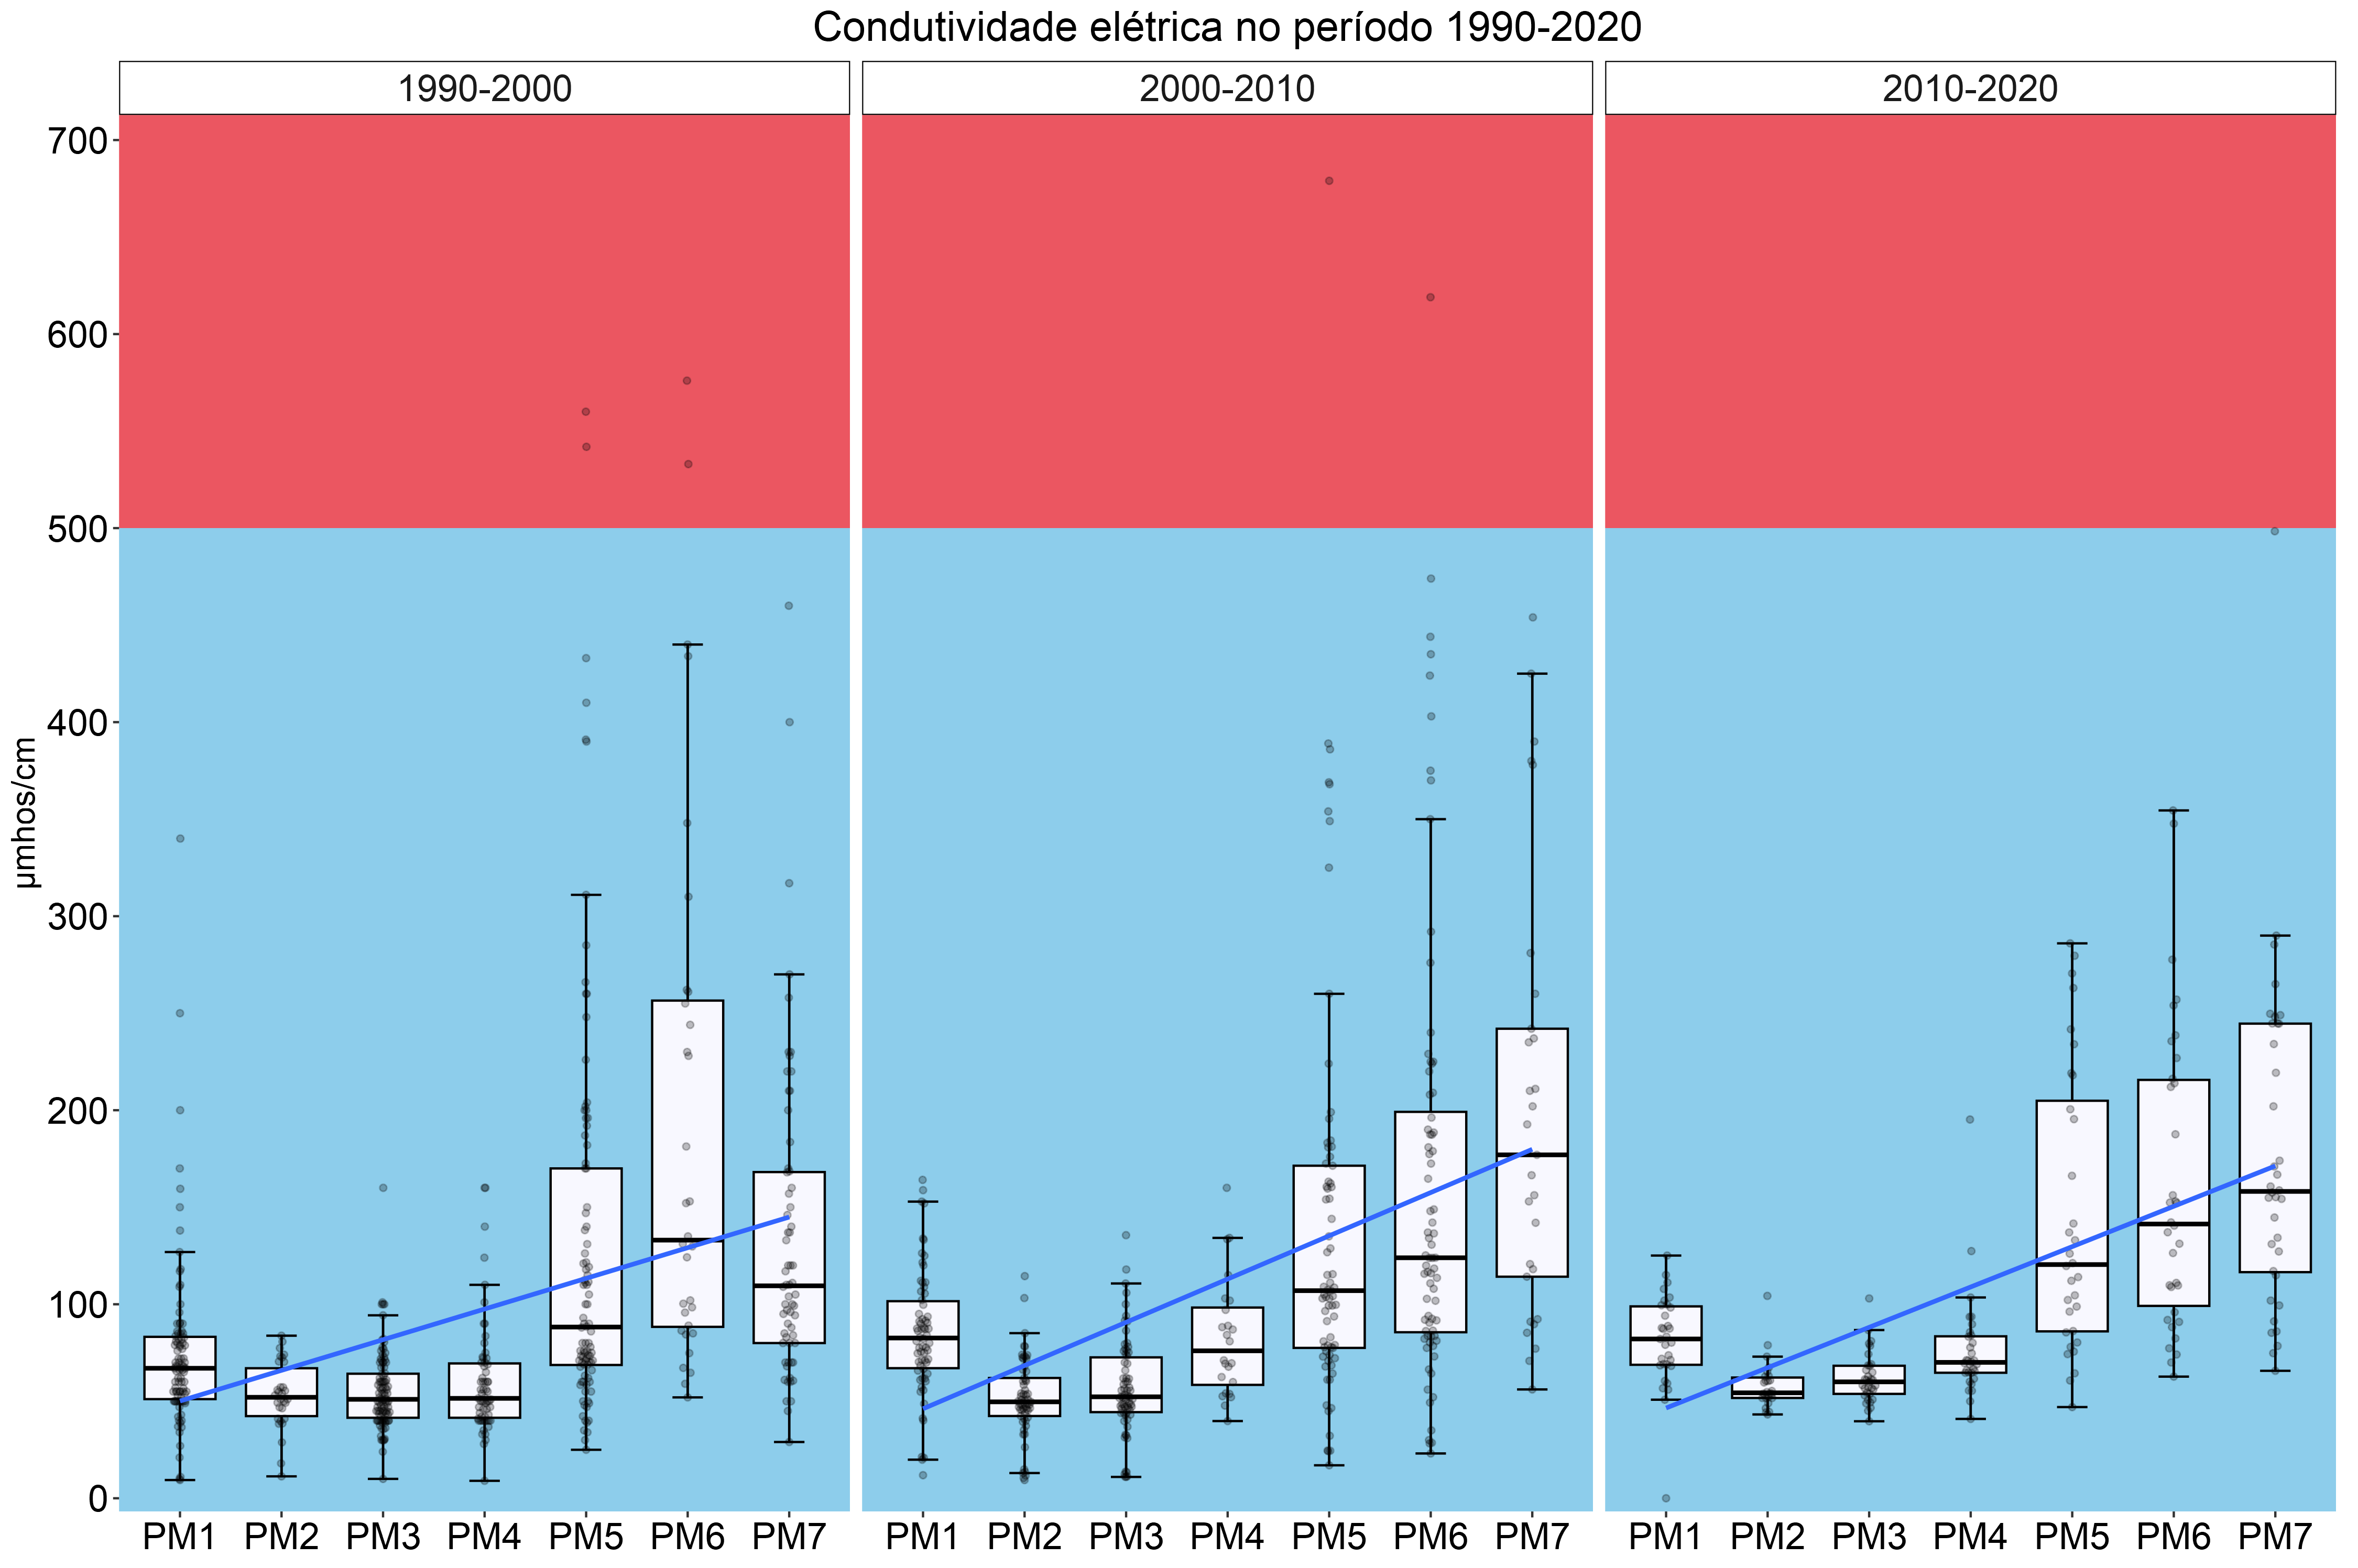 Condutividade elétrica no período 1990-2020
1990-2000
2000-2010
2010-2020
µmhos/cm
700
600
500
400
300
200
100
0
PM1 PM2 PM3 PM4 PM5 PM6 PM7
PM1 PM2 PM3 PM4 PM5 PM6 PM7
PM1 PM2 PM3 PM4 PM5 PM6 PM7